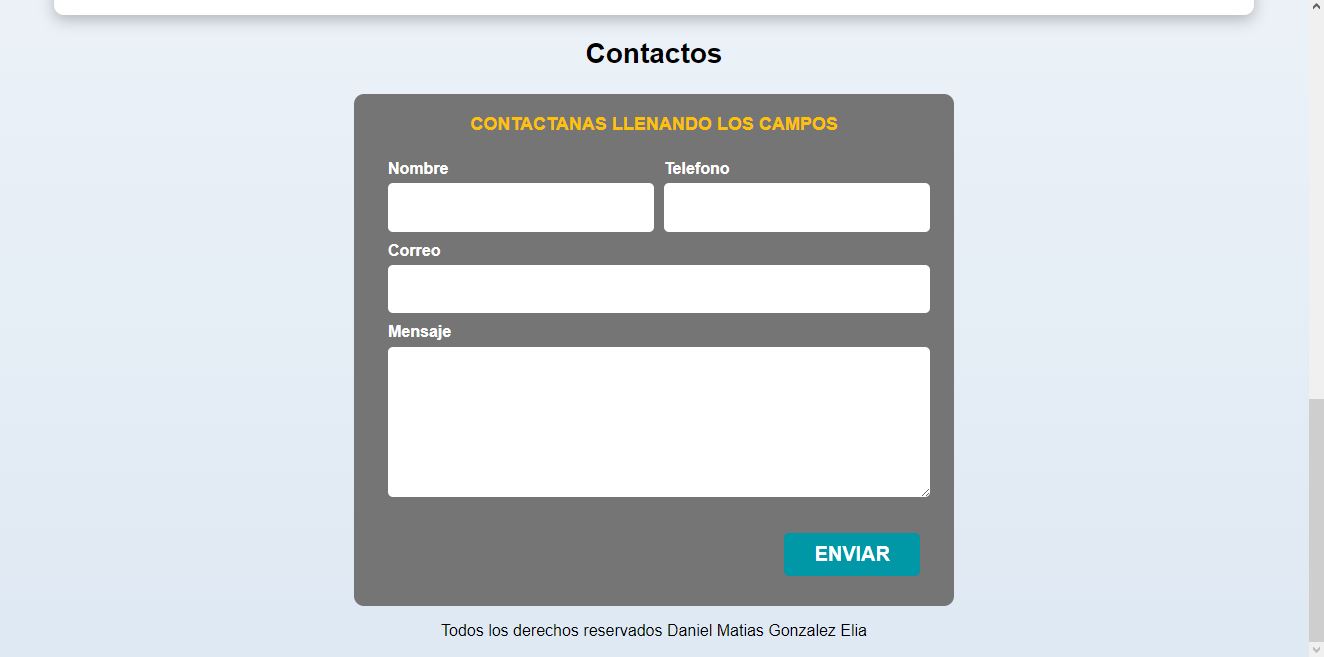 Contactos
CONTACTANAS LLENANDO LOS CAMPOS
Nombre
Telefono
Correo
Mensaje
ENVIAR
Todos los derechos reservados Daniel Matias Gonzalez Elia